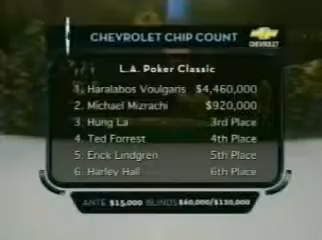 CHEVROLET CHIP COUNT
CHEVROLET
L.A. Poker Classic
1. Haralabos Voulgaris $4,460,000
2. Michael Mizrachi $920,000
3. Hung La 3rd Place
4. Ted Forrest 4th Place
5. Erick Lindgren 5th Place
6. Harley Hall 6th Place
ANTE $15,000 BLINDS $60,000/$120,000